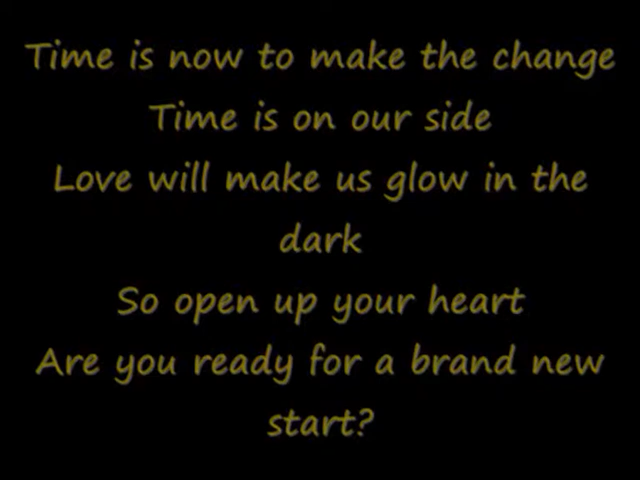 Time is now to make the change
Time is on our side
Love will make us glow in the
dark
So open up your heart
Are you ready for a brand new
start?